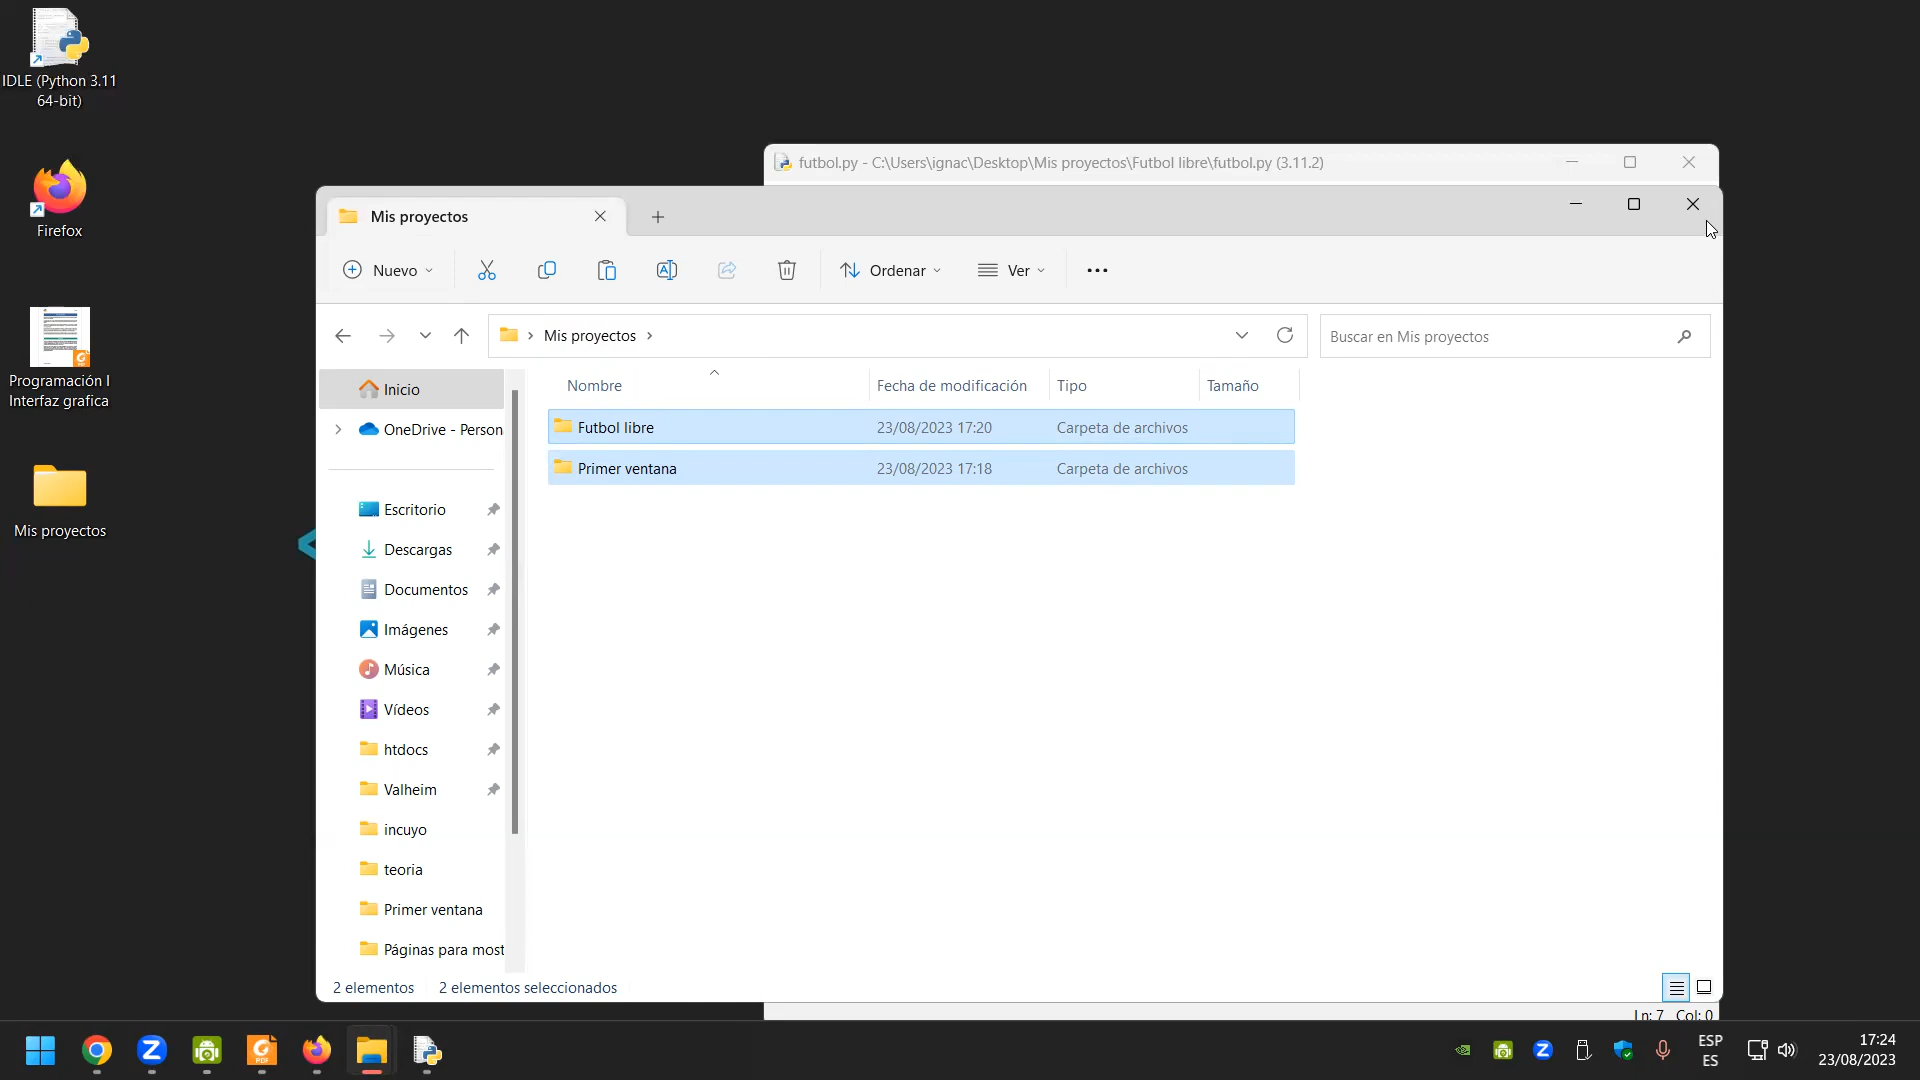 IDLE (Python 3.11
64-bit)
Firefox
Programación I
Interfaz grafica
Mis proyectos
futbol.py - C:\Users\ignac\Desktop\Mis proyectos\Futbol libre\futbol.py (3.11.2)
Mis proyectos
Nuevo
Ordenar
Ver
Mis proyectos
Buscar en Mis proyectos
Nombre Fecha de modificación Tipo Tamaño
Futbol libre 23/08/2023 17:20 Carpeta de archivos
Primer ventana 23/08/2023 17:18 Carpeta de archivos
Inicio
OneDrive - Person
Escritorio
Descargas
Documentos
Imágenes
Música
Vídeos
htdocs
Valheim
incuyo
teoria
Primer ventana
Páginas para most
2 elementos 2 elementos seleccionados
Ln: 7 Col: 0
ESP
ES
17:24
23/08/2023